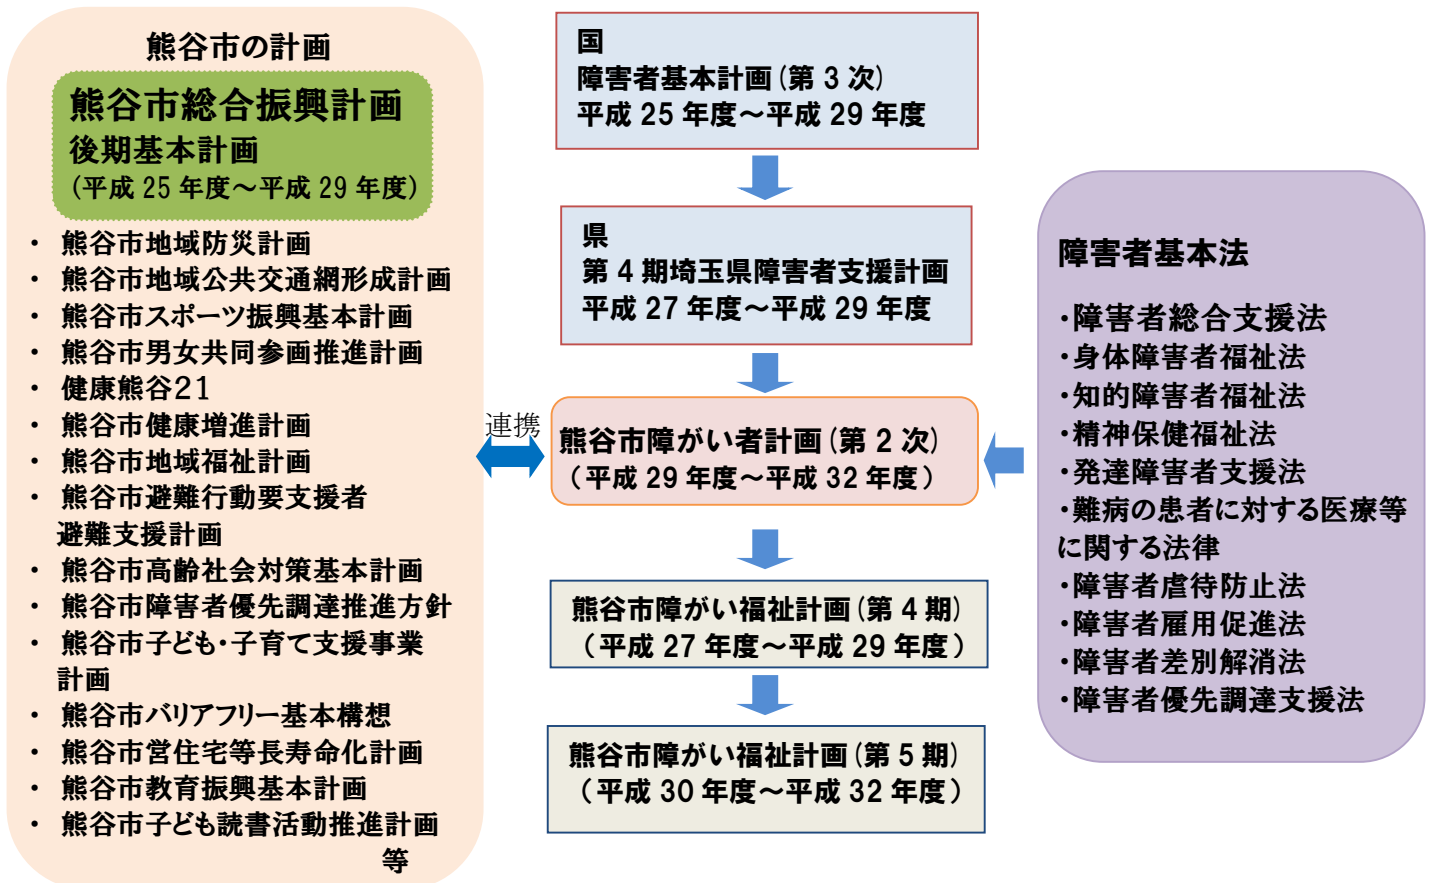 熊谷市の計画
熊谷市総合振興計画
後期基本計画
（平成 25 年度～平成 29 年度）
・ 熊谷市地域防災計画
・ 熊谷市地域公共交通網形成計画
・ 熊谷市スポーツ振興基本計画
・ 熊谷市男女共同参画推進計画
・ 健康熊谷２１
・ 熊谷市健康増進計画
・ 熊谷市地域福祉計画
・ 熊谷市避難行動要支援者
避難支援計画
・ 熊谷市高齢社会対策基本計画
・ 熊谷市障害者優先調達推進方針
・ 熊谷市子ども・子育て支援事業
計画
・ 熊谷市バリアフリー基本構想
・ 熊谷市営住宅等長寿命化計画
・ 熊谷市教育振興基本計画
・ 熊谷市子ども読書活動推進計画
等
連携
国
障害者基本計画（第 3 次）
平成 25 年度～平成 29 年度
県
第 4 期埼玉県障害者支援計画
平成 27 年度～平成 29 年度
熊谷市障がい者計画（第 2 次）
（平成 29 年度～平成 32 年度）
熊谷市障がい福祉計画（第 4 期）
（平成 27 年度～平成 29 年度）
熊谷市障がい福祉計画（第 5 期）
（平成 30 年度～平成 32 年度）
障害者基本法
・障害者総合支援法
・身体障害者福祉法
・知的障害者福祉法
・精神保健福祉法
・発達障害者支援法
・難病の患者に対する医療等
に関する法律
・障害者虐待防止法
・障害者雇用促進法
・障害者差別解消法
・障害者優先調達支援法